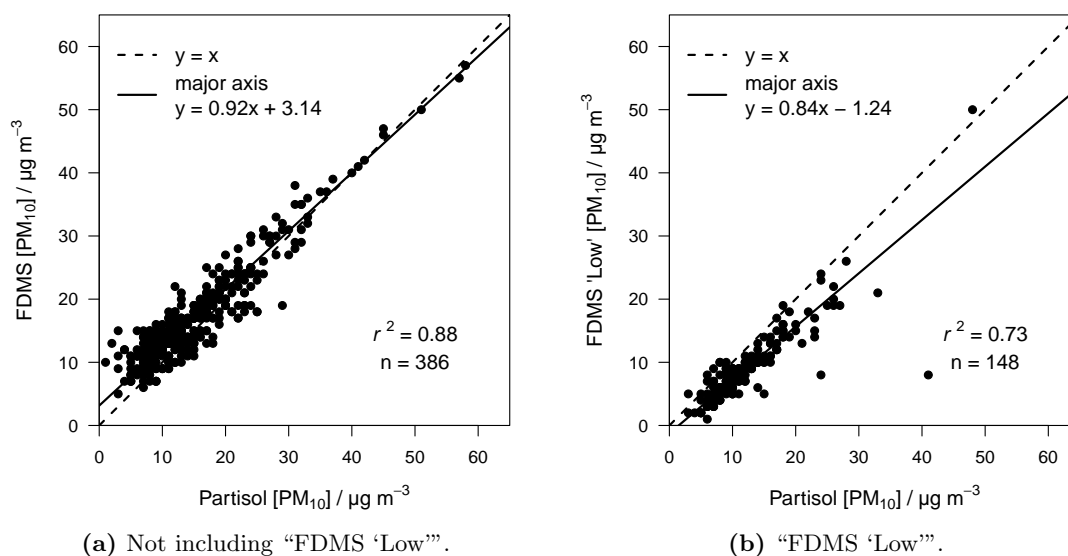 y = x
major axis
y = 0.92x + 3.14
r ² = 0.88
n = 386
FDMS [PM₁₀] / µg m⁻³
60
50
40
30
20
10
0
0 10 20 30 40 50 60
Partisol [PM₁₀] / µg m⁻³
(a) Not including “FDMS ‘Low’”.
y = x
major axis
y = 0.84x − 1.24
r ² = 0.73
n = 148
FDMS 'Low' [PM₁₀] / µg m⁻³
60
50
40
30
20
10
0
0 10 20 30 40 50 60
Partisol [PM₁₀] / µg m⁻³
(b) “FDMS ‘Low’”.